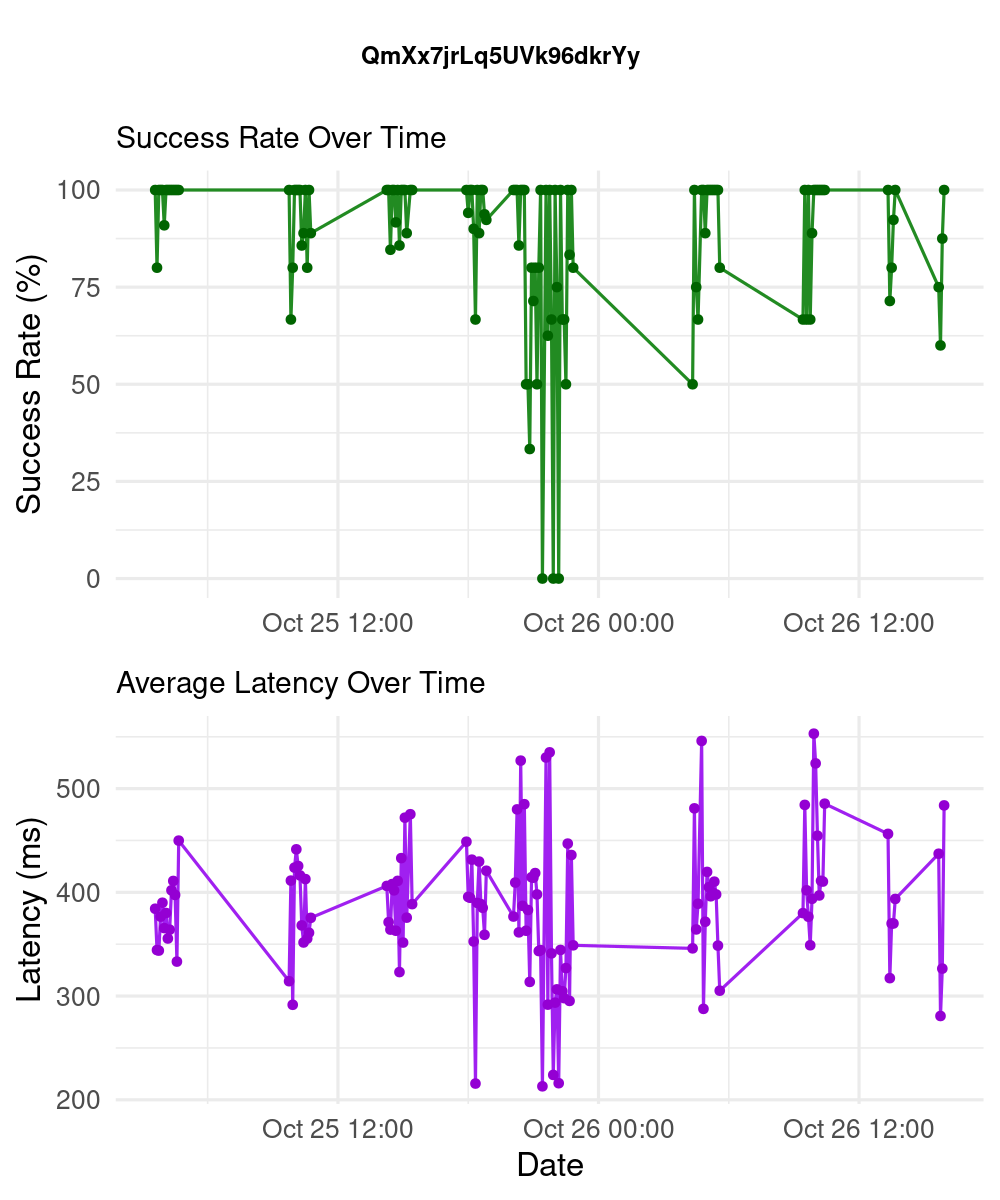 QmXx7jrLq5UVk96dkrYy
Success Rate Over Time
Success Rate (%)
100
75
50
25
0
Oct 25 12:00
Oct 26 00:00
Oct 26 12:00
Average Latency Over Time
Latency (ms)
500
400
300
200
Oct 25 12:00
Oct 26 00:00
Oct 26 12:00
Date